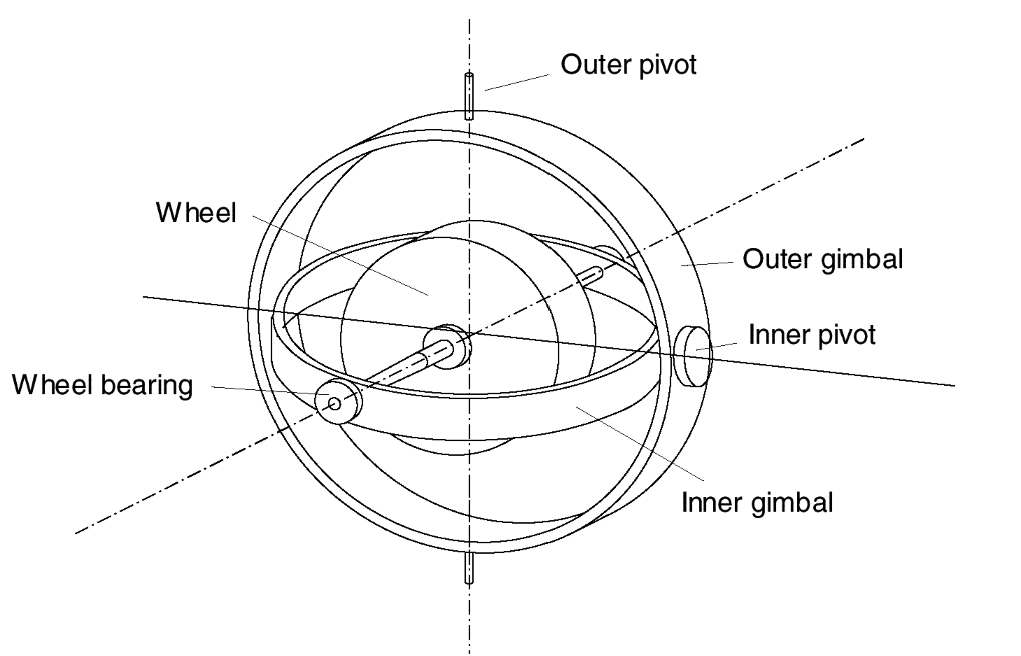 Outer pivot
Wheel
Outer gimbal
Inner pivot
Wheel bearing
Inner gimbal